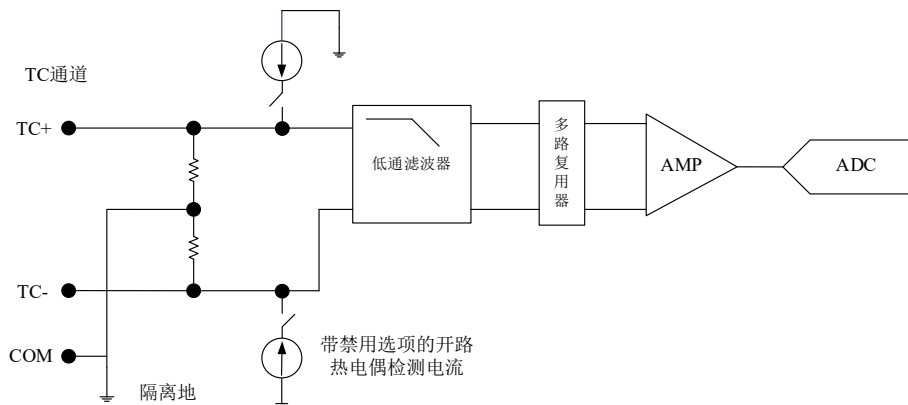 TC通道
TC+
低通滤波器
多路复用器
AMP
ADC
TC-
COM
隔离地
带禁用选项的开路
热电偶检测电流